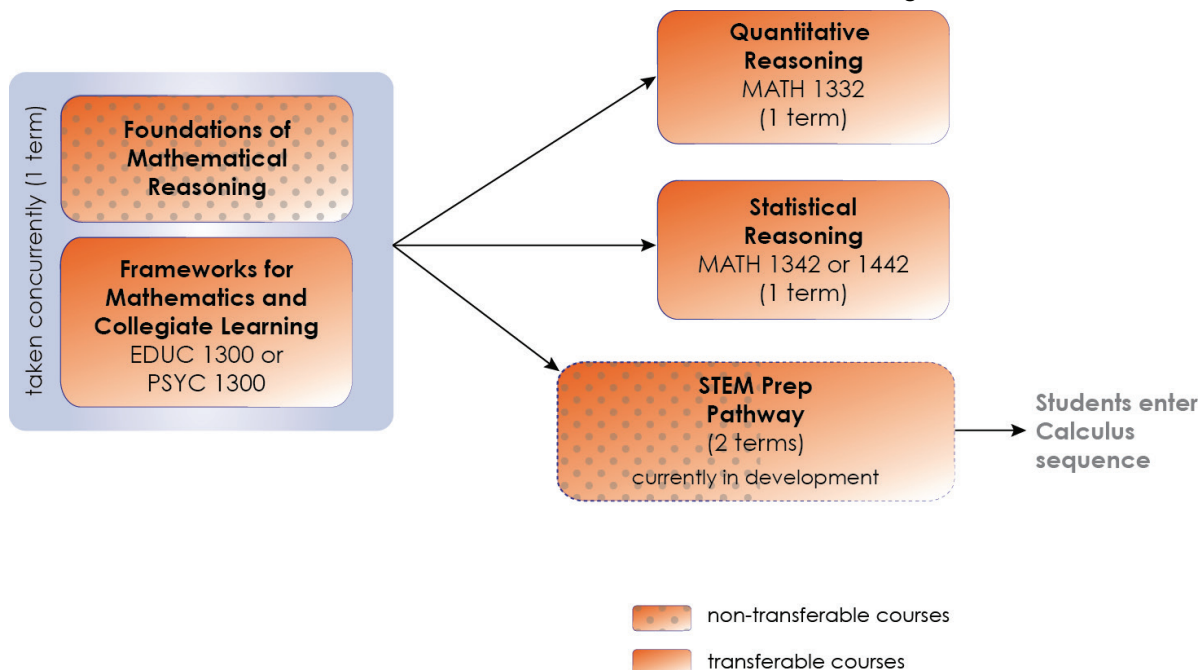 taken concurrently (1 term)
Foundations of
Mathematical
Reasoning
Frameworks for
Mathematics and
Collegiate Learning
EDUC 1300 or
PSYC 1300
Quantitative
Reasoning
MATH 1332
(1 term)
Statistical
Reasoning
MATH 1342 or 1442
(1 term)
STEM Prep
Pathway
(2 terms)
currently in development
Students enter
Calculus
sequence
non-transferable courses
transferable courses